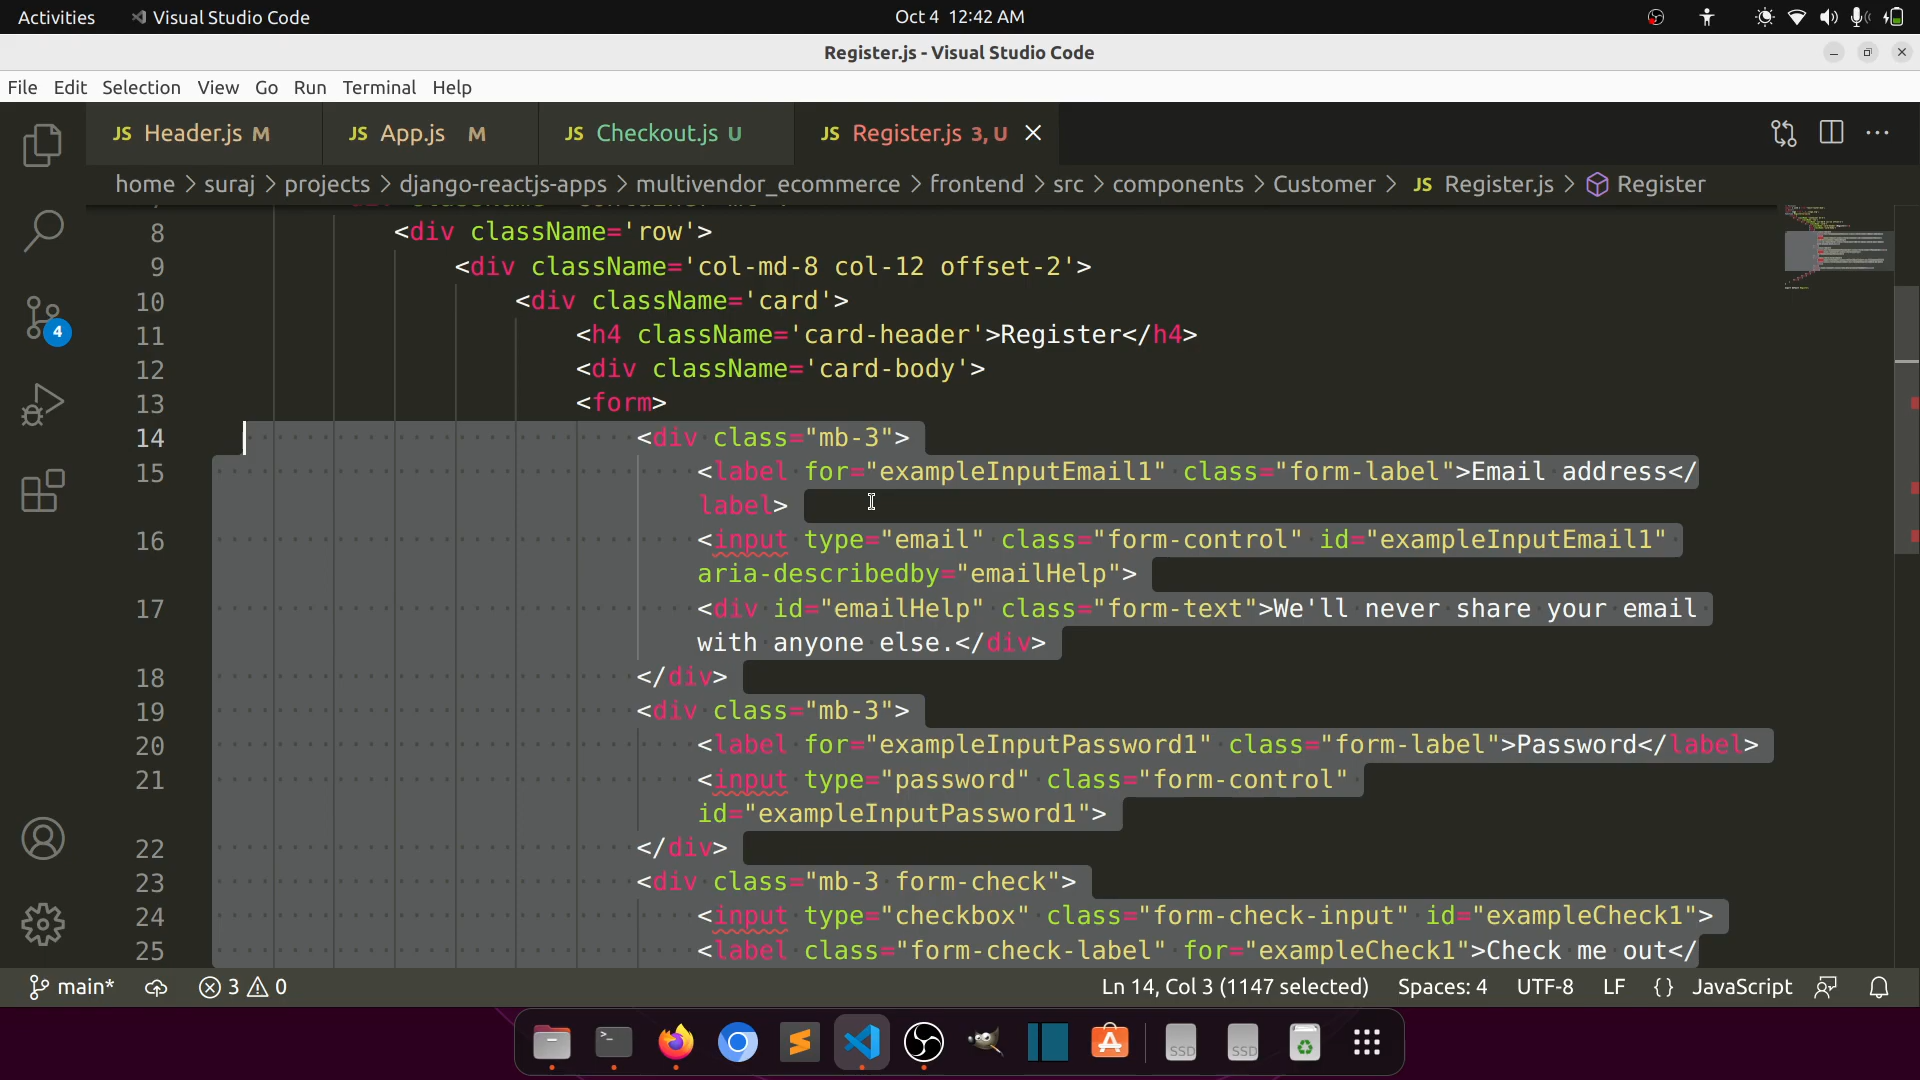 Activities
Visual Studio Code
Oct 4 12:42 AM
Register.js - Visual Studio Code
File Edit Selection View Go Run Terminal Help
JS Header.js M
JS App.js M
JS Checkout.js U
JS Register.js 3, U
home > suraj > projects > django-reactjs-apps > multivendor_ecommerce > frontend > src > components > Customer > JS Register.js > Register
8 <div className='row'>
9 <div className='col-md-8 col-12 offset-2'>
10 <div className='card'>
11 <h4 className='card-header'>Register</h4>
12 <div className='card-body'>
13 <form>
14 <div class="mb-3">
15 <label for="exampleInputEmail1" class="form-label">Email address</
label>
16 <input type="email" class="form-control" id="exampleInputEmail1"
aria-describedby="emailHelp">
17 <div id="emailHelp" class="form-text">We'll never share your email
with anyone else.</div>
18 </div>
19 <div class="mb-3">
20 <label for="exampleInputPassword1" class="form-label">Password</label>
21 <input type="password" class="form-control"
id="exampleInputPassword1">
22 </div>
23 <div class="mb-3 form-check">
24 <input type="checkbox" class="form-check-input" id="exampleCheck1">
25 <label class="form-check-label" for="exampleCheck1">Check me out</
4
main* 3 0 Ln 14, Col 3 (1147 selected) Spaces: 4 UTF-8 LF {} JavaScript
SSD SSD